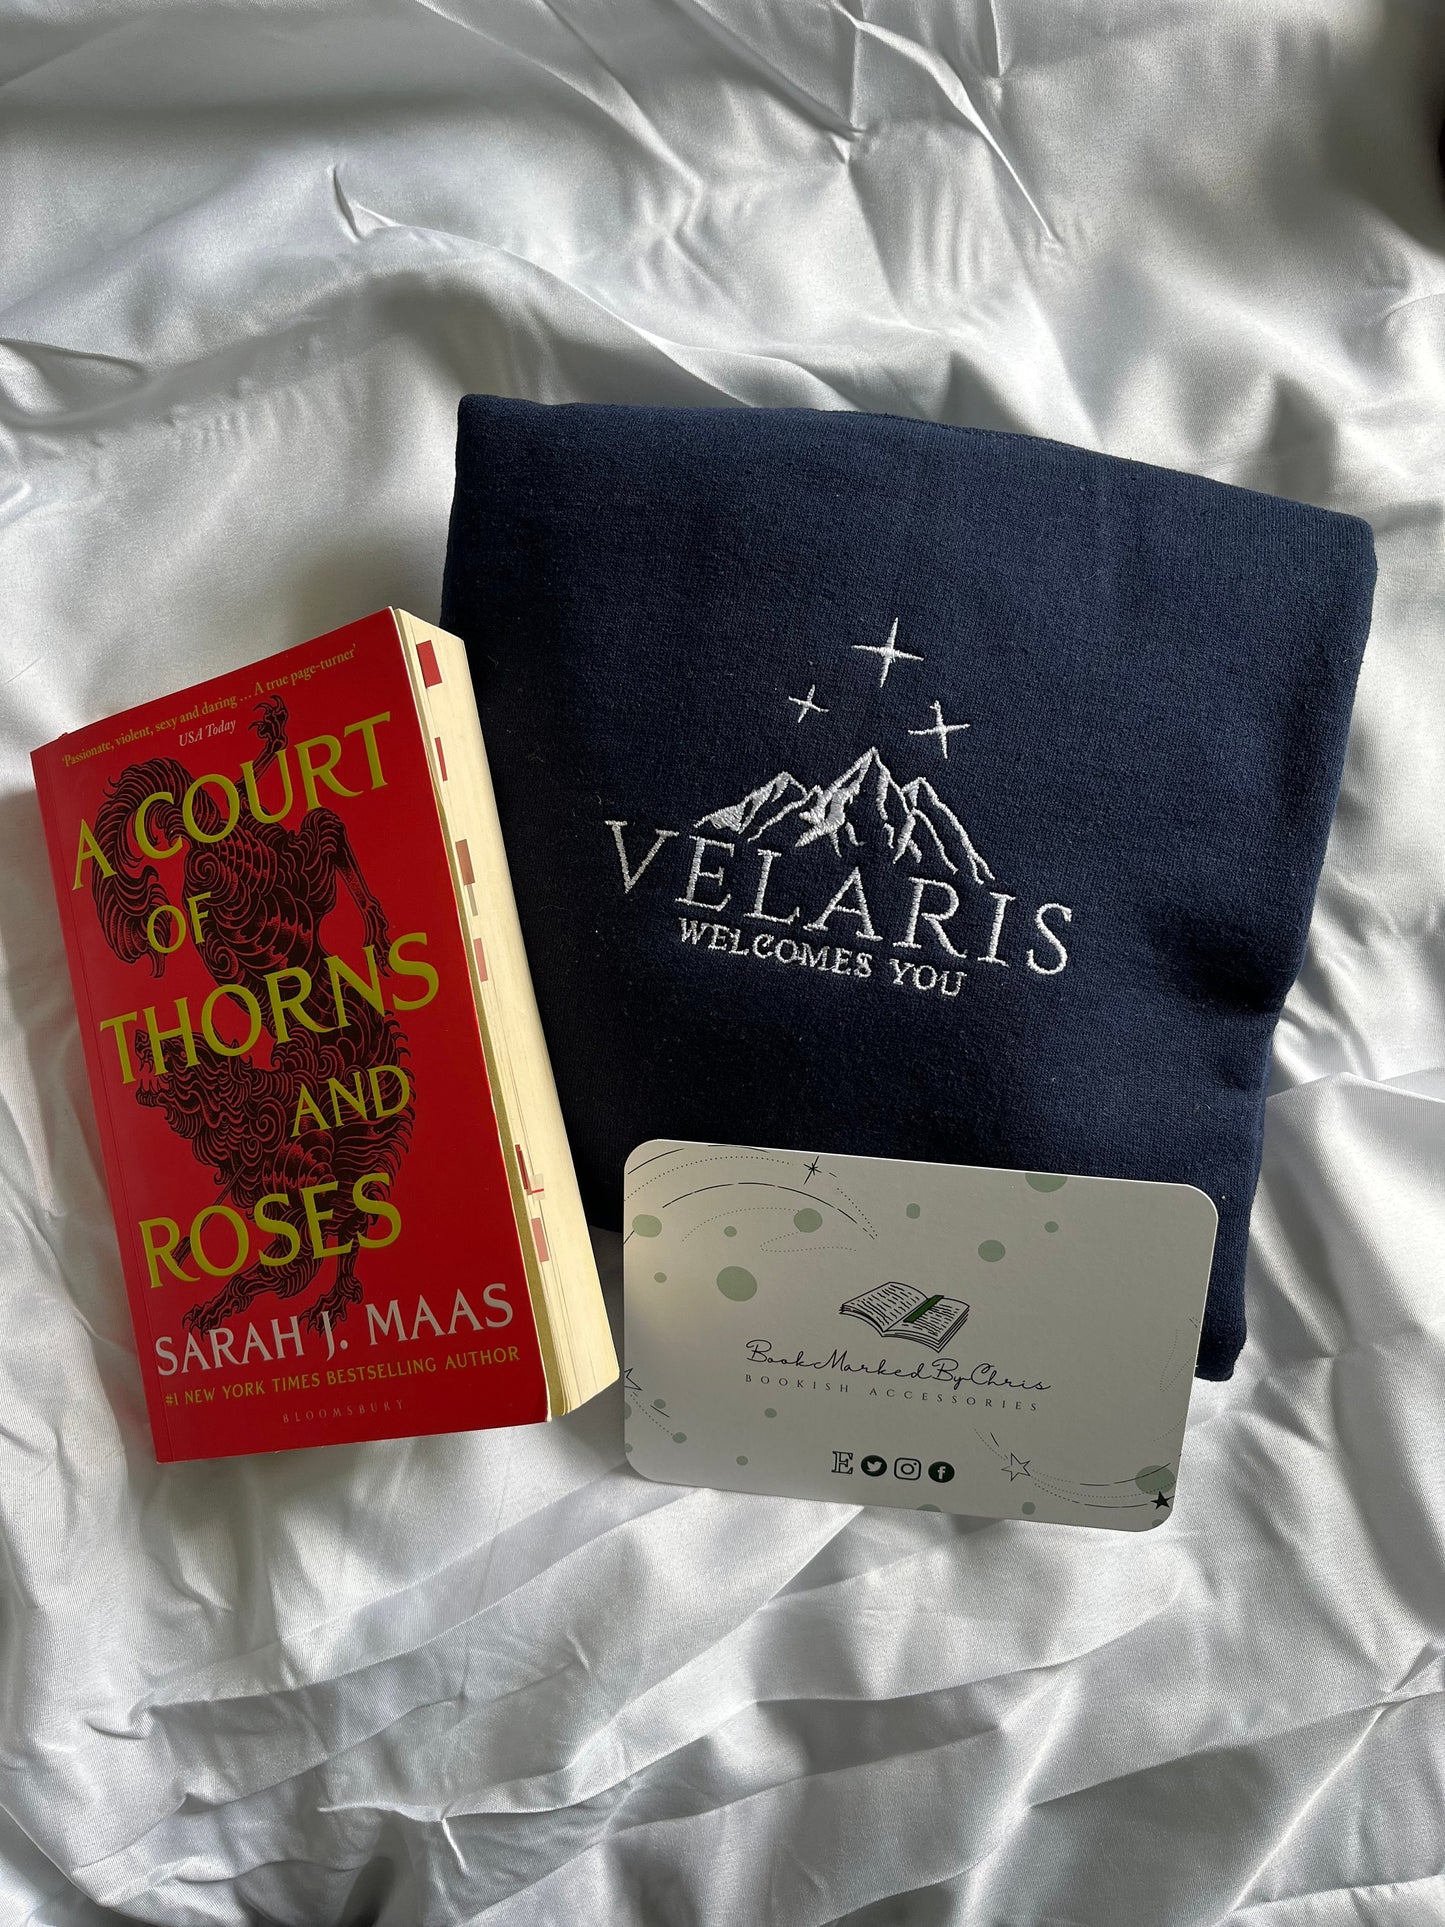 'Passionate, violent, sexy and daring ... A true page-turner'
USA Today
A COURT
OF
THORNS
AND
ROSES
SARAH J. MAAS
#1 NEW YORK TIMES BESTSELLING AUTHOR
BLOOMSBURY
VELARIS
WELCOMES YOU
BookMarkedByChris
BOOKISH ACCESSORIES
E